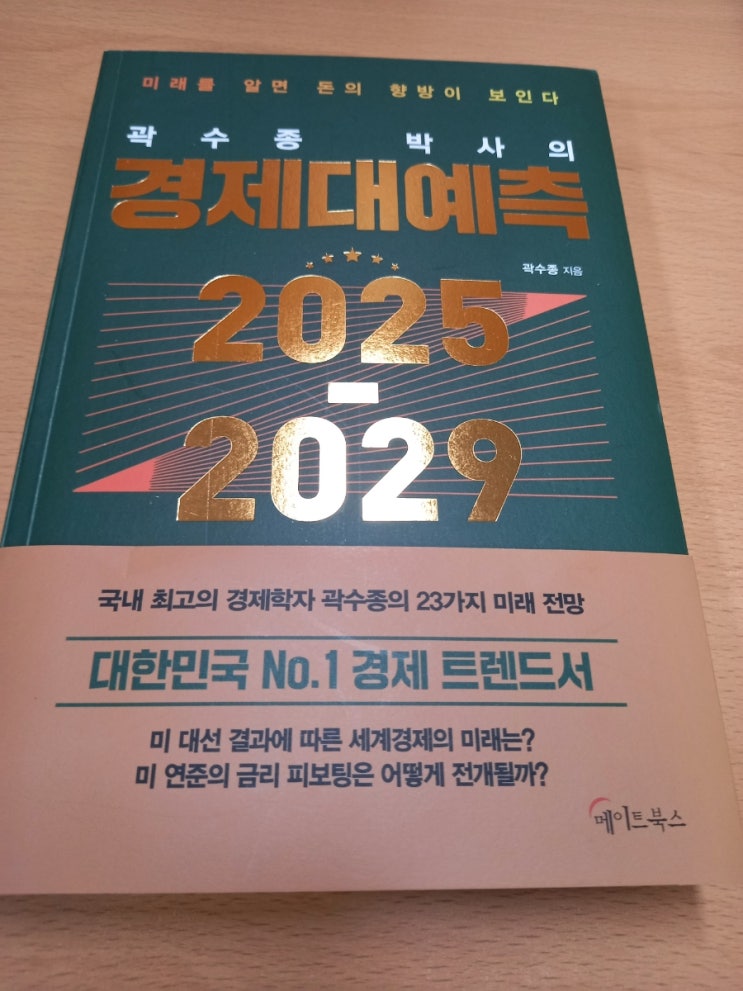 미래를 알면 돈의 향방이 보인다
곽수종 박사의
경제대예측
곽수종 지음
2025
-
2029
국내 최고의 경제학자 곽수종의 23가지 미래 전망
대한민국 No.1 경제 트렌드서
미 대선 결과에 따른 세계경제의 미래는?
미 연준의 금리 피보팅은 어떻게 전개될까?
메이트북스